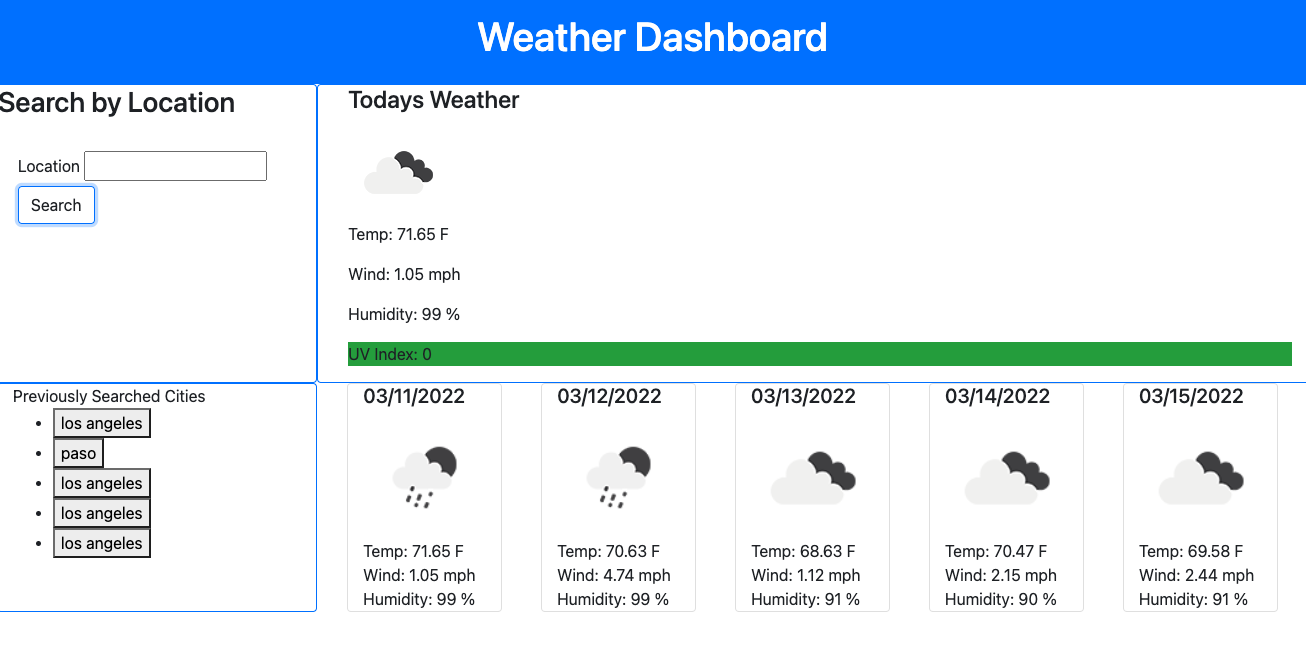 Weather Dashboard
Search by Location
Location
Search
Todays Weather
Temp: 71.65 F
Wind: 1.05 mph
Humidity: 99 %
UV Index: 0
Previously Searched Cities
los angeles
paso
los angeles
los angeles
los angeles
03/11/2022
Temp: 71.65 F
Wind: 1.05 mph
Humidity: 99 %
03/12/2022
Temp: 70.63 F
Wind: 4.74 mph
Humidity: 99 %
03/13/2022
Temp: 68.63 F
Wind: 1.12 mph
Humidity: 91 %
03/14/2022
Temp: 70.47 F
Wind: 2.15 mph
Humidity: 90 %
03/15/2022
Temp: 69.58 F
Wind: 2.44 mph
Humidity: 91 %